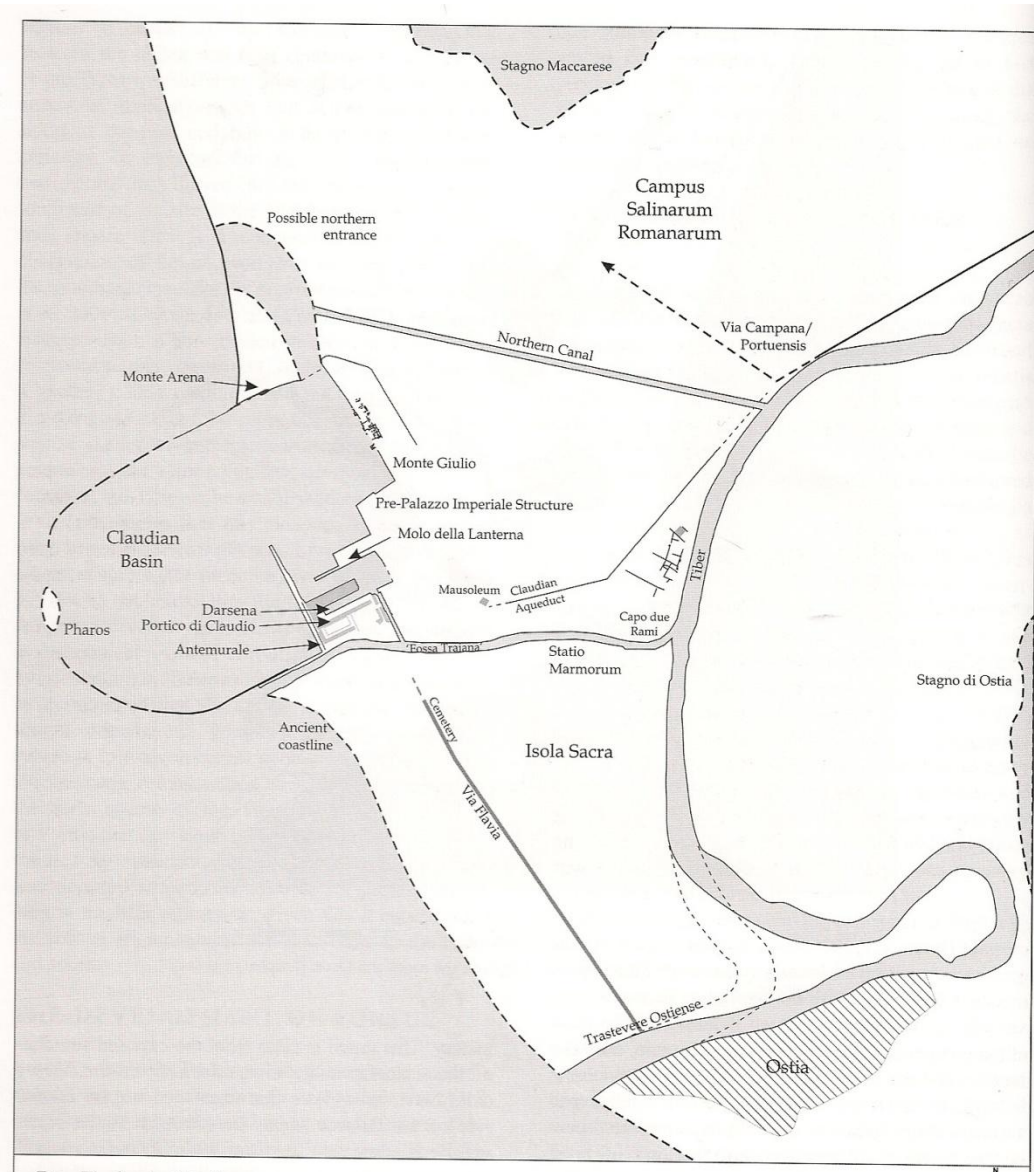 Stagno Maccarese
Campus
Salinarum
Romanarum
Possible northern
entrance
Via Campana/
Portuensis
Northern Canal
Monte Arena
Monte Giulio
Pre-Palazzo Imperiale Structure
Molo della Lanterna
Claudian
Basin
Tiber
Mausoleum
Claudian
Aqueduct
Darsena
Portico di Claudio
Antemurale
Pharos
Capo due
Rami
'Fossa Traiana'
Statio
Marmorum
Stagno di Ostia
Ancient
coastline
Cemetery
Isola Sacra
Via Flavia
Trastevere Ostiense
Ostia
N